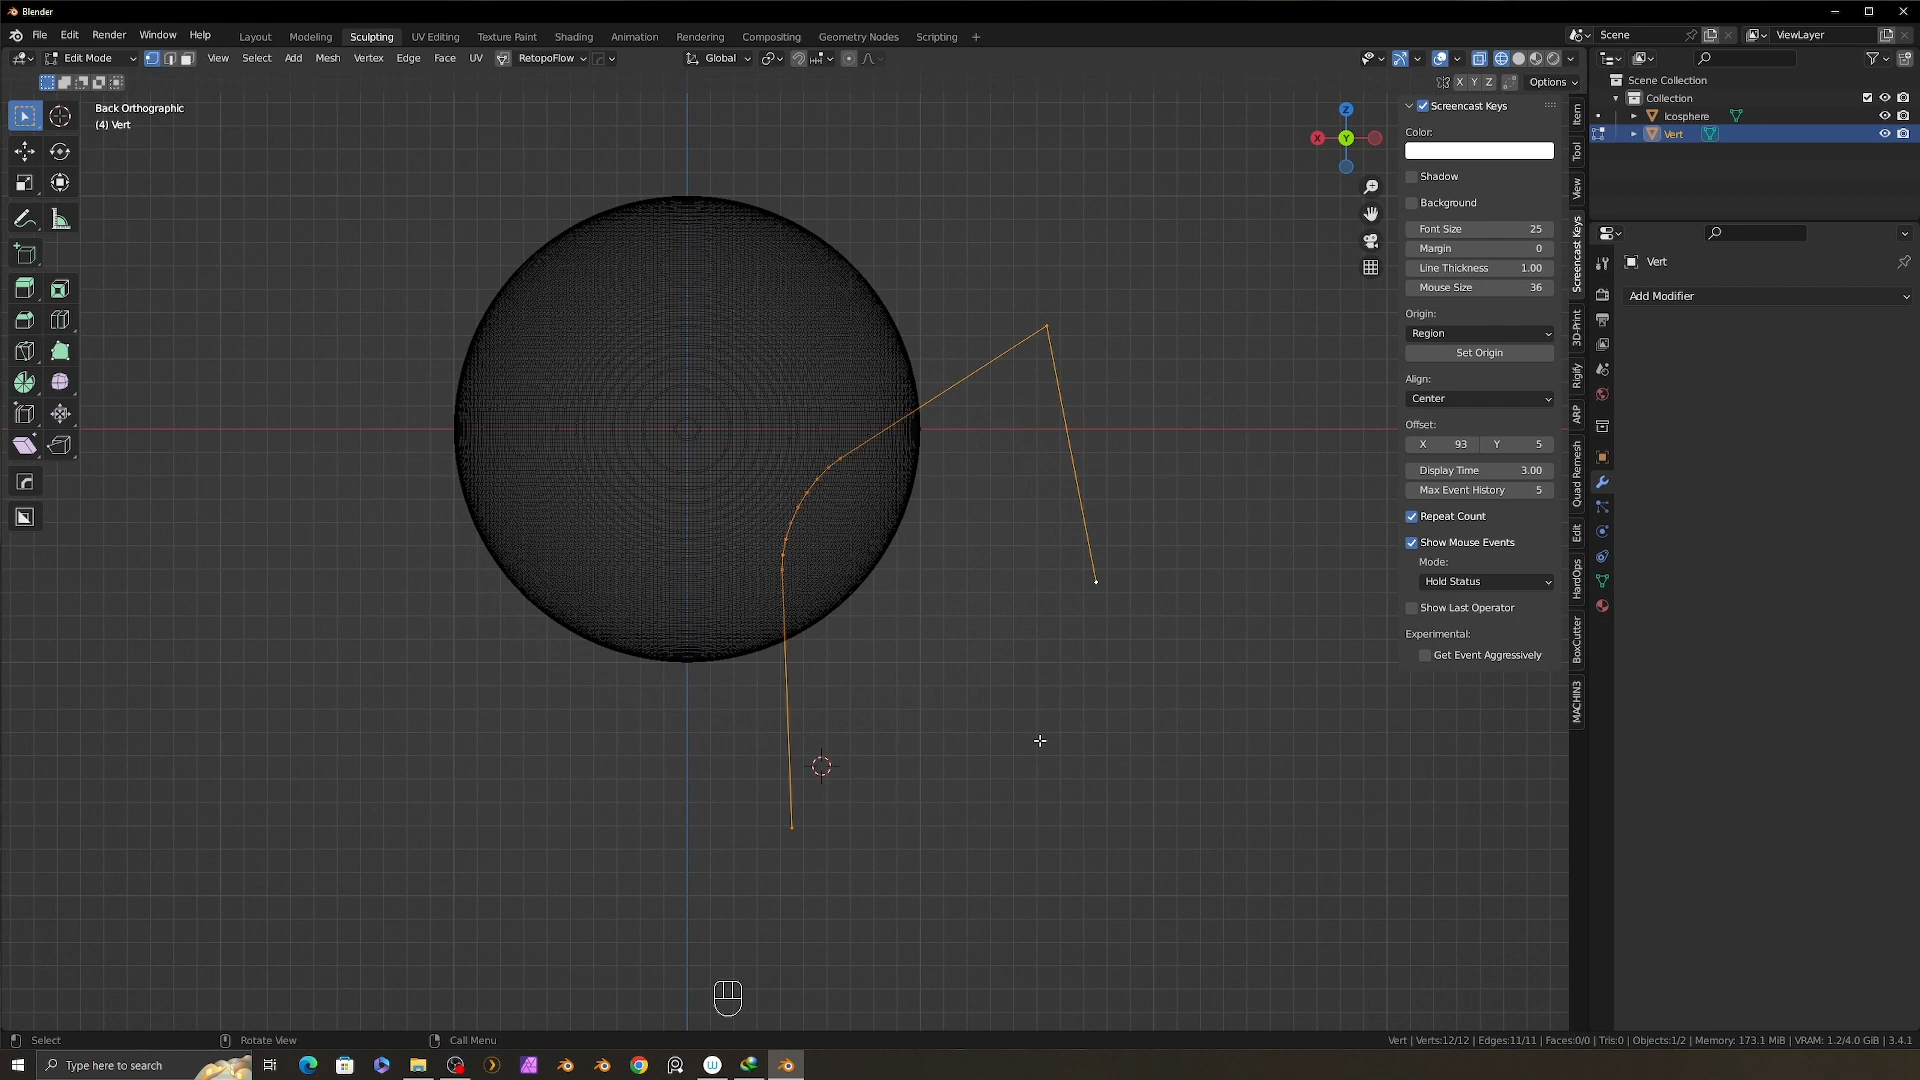 Blender
File Edit Render Window Help
Layout Modeling Sculpting UV Editing Texture Paint Shading Animation Rendering Compositing Geometry Nodes Scripting +
Scene
ViewLayer
Edit Mode View Select Add Mesh Vertex Edge Face UV RetopoFlow Global
X Y Z Options
Back Orthographic
(4) Vert
Z
X
Y
Screencast Keys
Color:
Shadow
Background
Font Size 25
Margin 0
Line Thickness 1.00
Mouse Size 36
Origin:
Region
Set Origin
Align:
Center
Offset:
X 93 Y 5
Display Time 3.00
Max Event History 5
Repeat Count
Show Mouse Events
Mode:
Hold Status
Show Last Operator
Experimental:
Get Event Aggressively
Item
Tool
View
Screencast Keys
3D-Print
Rigify
ARP
Quad Remesh
Edit
HardOps
BoxCutter
MACHIN3
Scene Collection
Collection
Icosphere
Vert
Vert
Add Modifier
Select
Rotate View
Call Menu
Vert | Verts:12/12 | Edges:11/11 | Faces:0/0 | Tris:0 | Objects:1/2 | Memory: 173.1 MiB | VRAM: 1.2/4.0 GiB | 3.4.1
Type here to search